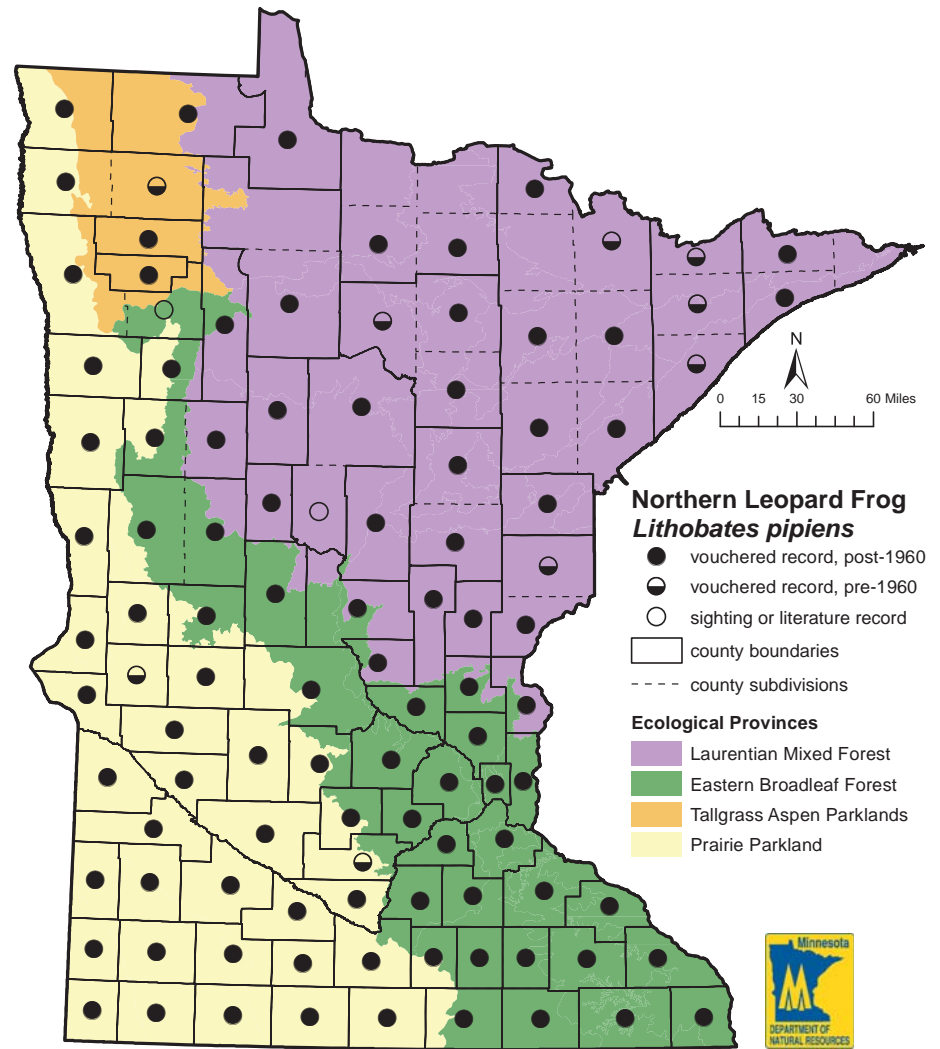 N
0 15 30 60 Miles
Northern Leopard Frog
Lithobates pipiens
vouchered record, post-1960
vouchered record, pre-1960
sighting or literature record
county boundaries
county subdivisions
Ecological Provinces
Laurentian Mixed Forest
Eastern Broadleaf Forest
Tallgrass Aspen Parklands
Prairie Parkland
Minnesota
M
DEPARTMENT OF
NATURAL RESOURCES